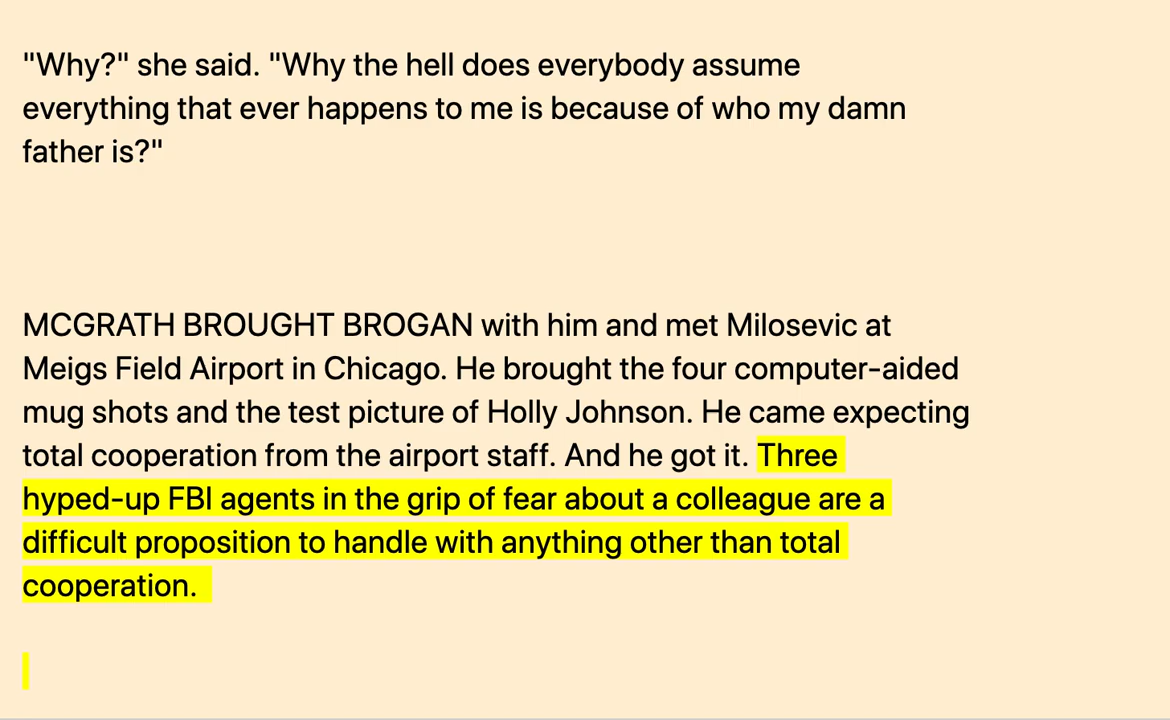 "Why?" she said. "Why the hell does everybody assume
everything that ever happens to me is because of who my damn
father is?"
MCGRATH BROUGHT BROGAN with him and met Milosevic at
Meigs Field Airport in Chicago. He brought the four computer-aided
mug shots and the test picture of Holly Johnson. He came expecting
total cooperation from the airport staff. And he got it. Three
hyped-up FBI agents in the grip of fear about a colleague are a
difficult proposition to handle with anything other than total
cooperation.